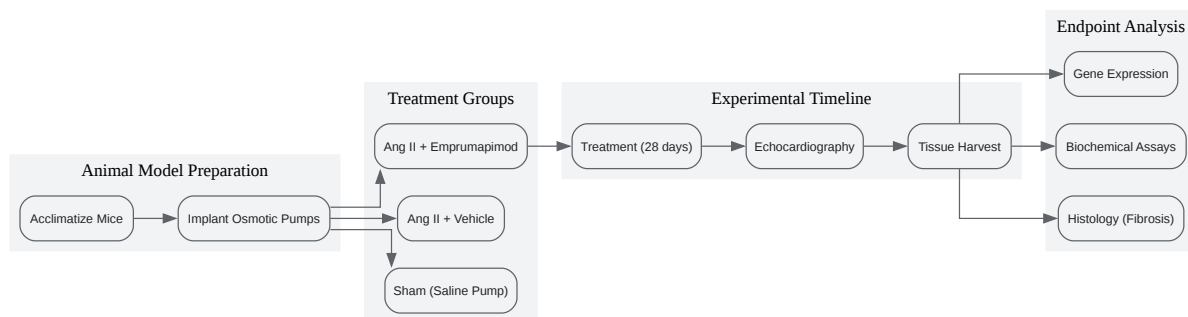 Animal Model Preparation
Acclimatize Mice
Implant Osmotic Pumps
Treatment Groups
Ang II + Emprumapimod
Ang II + Vehicle
Sham (Saline Pump)
Experimental Timeline
Treatment (28 days)
Echocardiography
Tissue Harvest
Endpoint Analysis
Gene Expression
Biochemical Assays
Histology (Fibrosis)